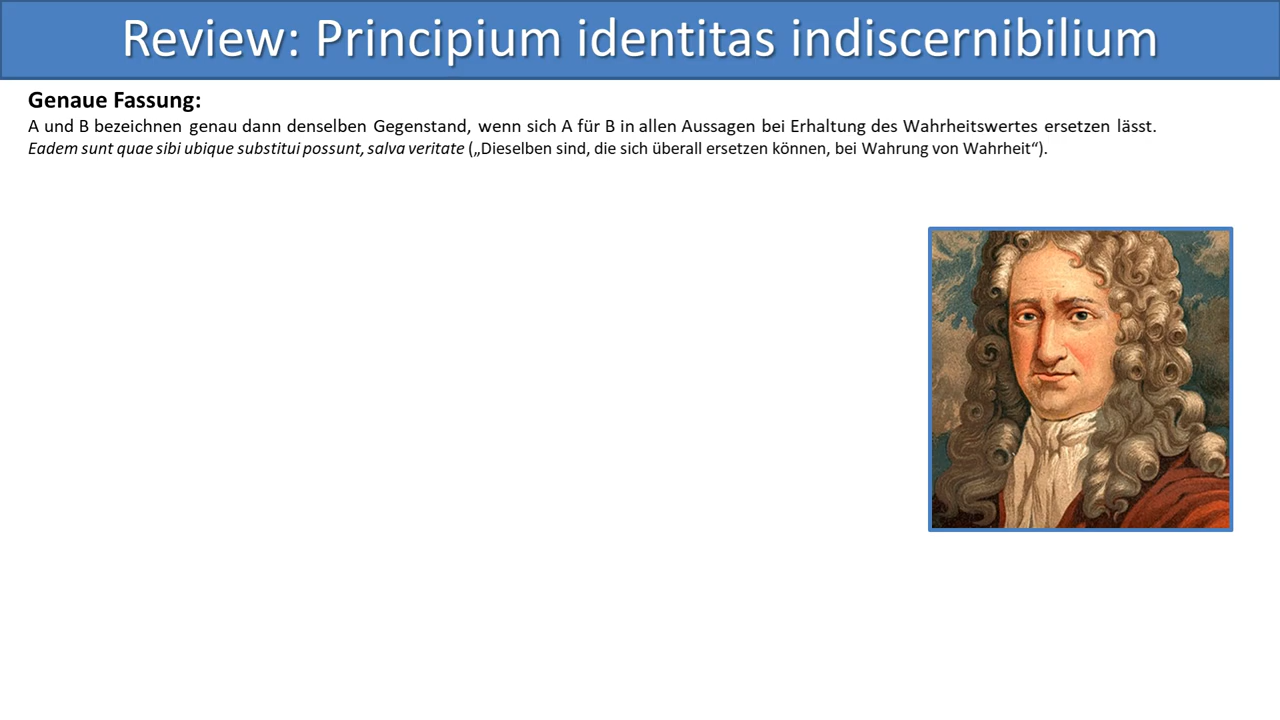 Review: Principium identitas indiscernibilium
Genaue Fassung:
A und B bezeichnen genau dann denselben Gegenstand, wenn sich A für B in allen Aussagen bei Erhaltung des Wahrheitswertes ersetzen lässt.
Eadem sunt quae sibi ubique substitui possunt, salva veritate („Dieselben sind, die sich überall ersetzen können, bei Wahrung von Wahrheit“).